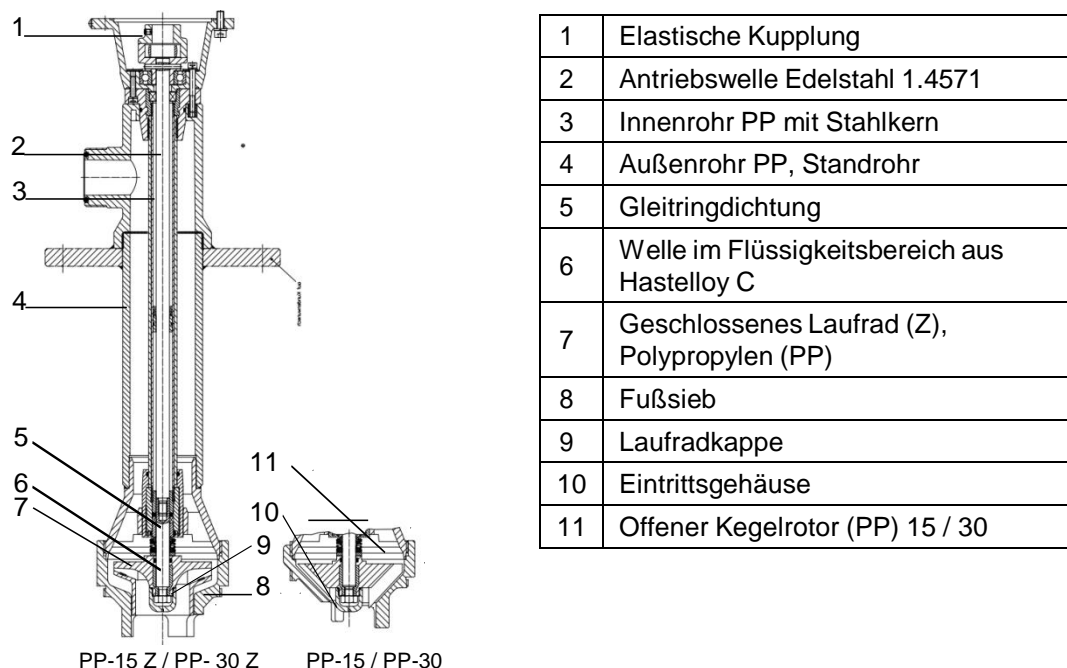 1
2
3
4
5
6
7
8
9
10
11
PP-15 Z / PP- 30 Z
PP-15 / PP-30
1 Elastische Kupplung
2 Antriebswelle Edelstahl 1.4571
3 Innenrohr PP mit Stahlkern
4 Außenrohr PP, Standrohr
5 Gleitringdichtung
6 Welle im Flüssigkeitsbereich aus
Hastelloy C
7 Geschlossenes Laufrad (Z),
Polypropylen (PP)
8 Fußsieb
9 Laufradkappe
10 Eintrittsgehäuse
11 Offener Kegelrotor (PP) 15 / 30